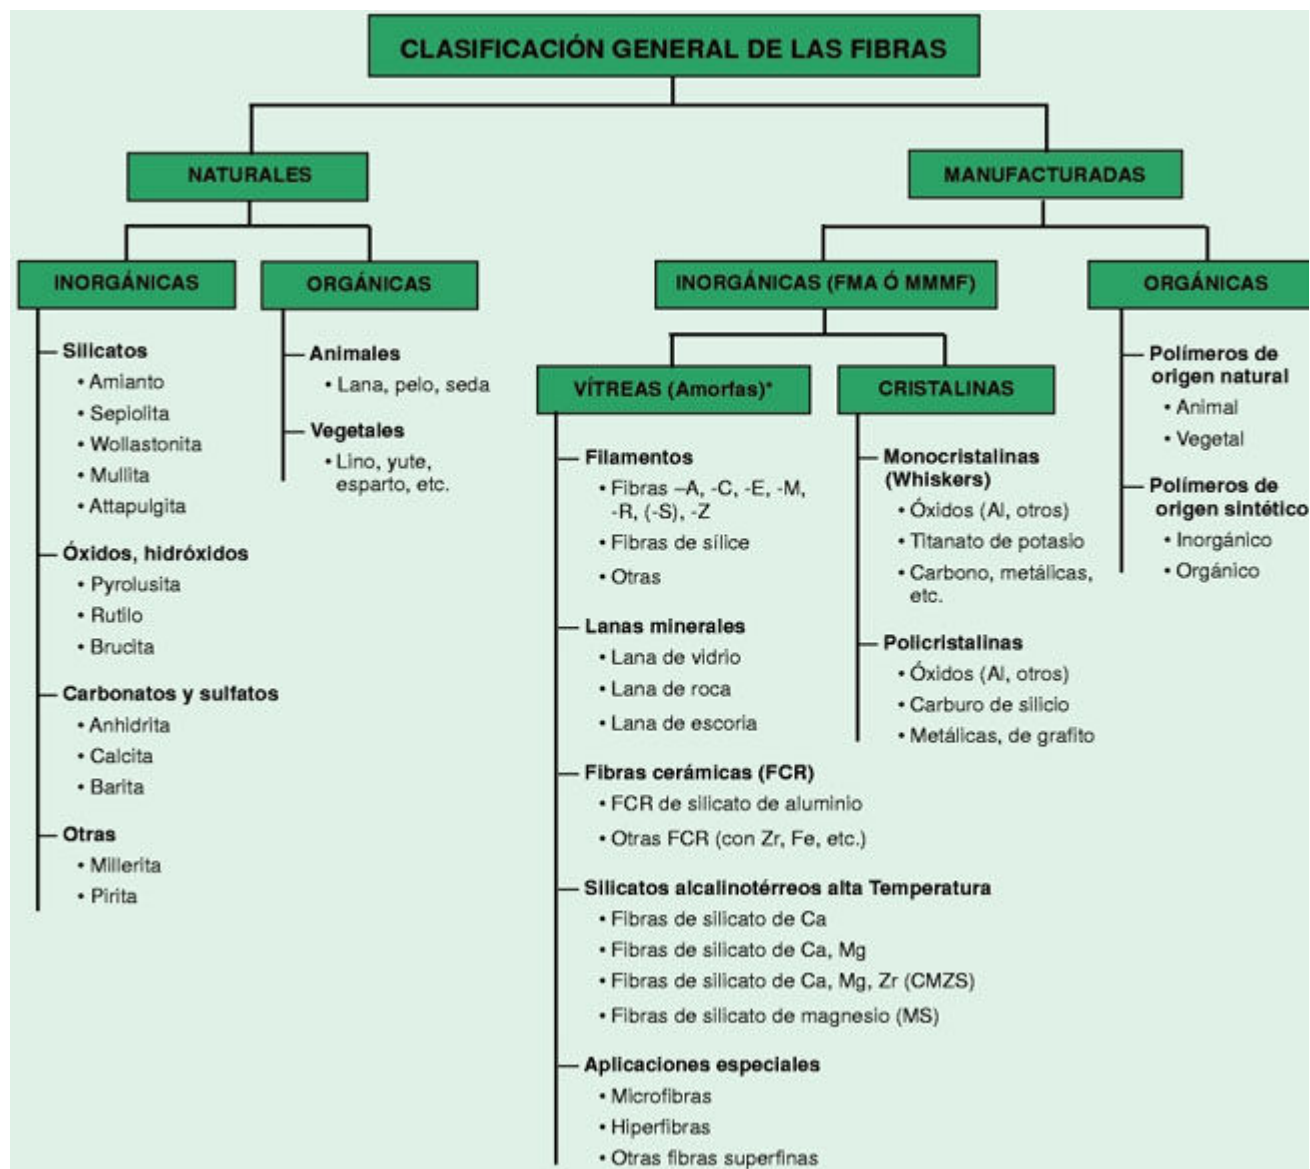 CLASIFICACIÓN GENERAL DE LAS FIBRAS
NATURALES
MANUFACTURADAS
INORGÁNICAS
ORGÁNICAS
INORGÁNICAS (FMA Ó MMMF)
ORGÁNICAS
Silicatos
• Amianto
• Sepiolita
• Wollastonita
• Mullita
• Attapulgita
Óxidos, hidróxidos
• Pyrolusita
• Rutilo
• Brucita
Carbonatos y sulfatos
• Anhidrita
• Calcita
• Barita
Otras
• Millerita
• Pirita
Animales
• Lana, pelo, seda
Vegetales
• Lino, yute,
esparto, etc.
VÍTREAS (Amorfas)*
CRISTALINAS
Filamentos
• Fibras –A, -C, -E, -M,
-R, (-S), -Z
• Fibras de sílice
• Otras
Lanas minerales
• Lana de vidrio
• Lana de roca
• Lana de escoria
Fibras cerámicas (FCR)
• FCR de silicato de aluminio
• Otras FCR (con Zr, Fe, etc.)
Silicatos alcalinotérreos alta Temperatura
• Fibras de silicato de Ca
• Fibras de silicato de Ca, Mg
• Fibras de silicato de Ca, Mg, Zr (CMZS)
• Fibras de silicato de magnesio (MS)
Aplicaciones especiales
• Microfibras
• Hiperfibras
• Otras fibras superfinas
Monocristalinas
(Whiskers)
• Óxidos (Al, otros)
• Titanato de potasio
• Carbono, metálicas,
etc.
Policristalinas
• Óxidos (Al, otros)
• Carburo de silicio
• Metálicas, de grafito
Polímeros de
origen natural
• Animal
• Vegetal
Polímeros de
origen sintético
• Inorgánico
• Orgánico